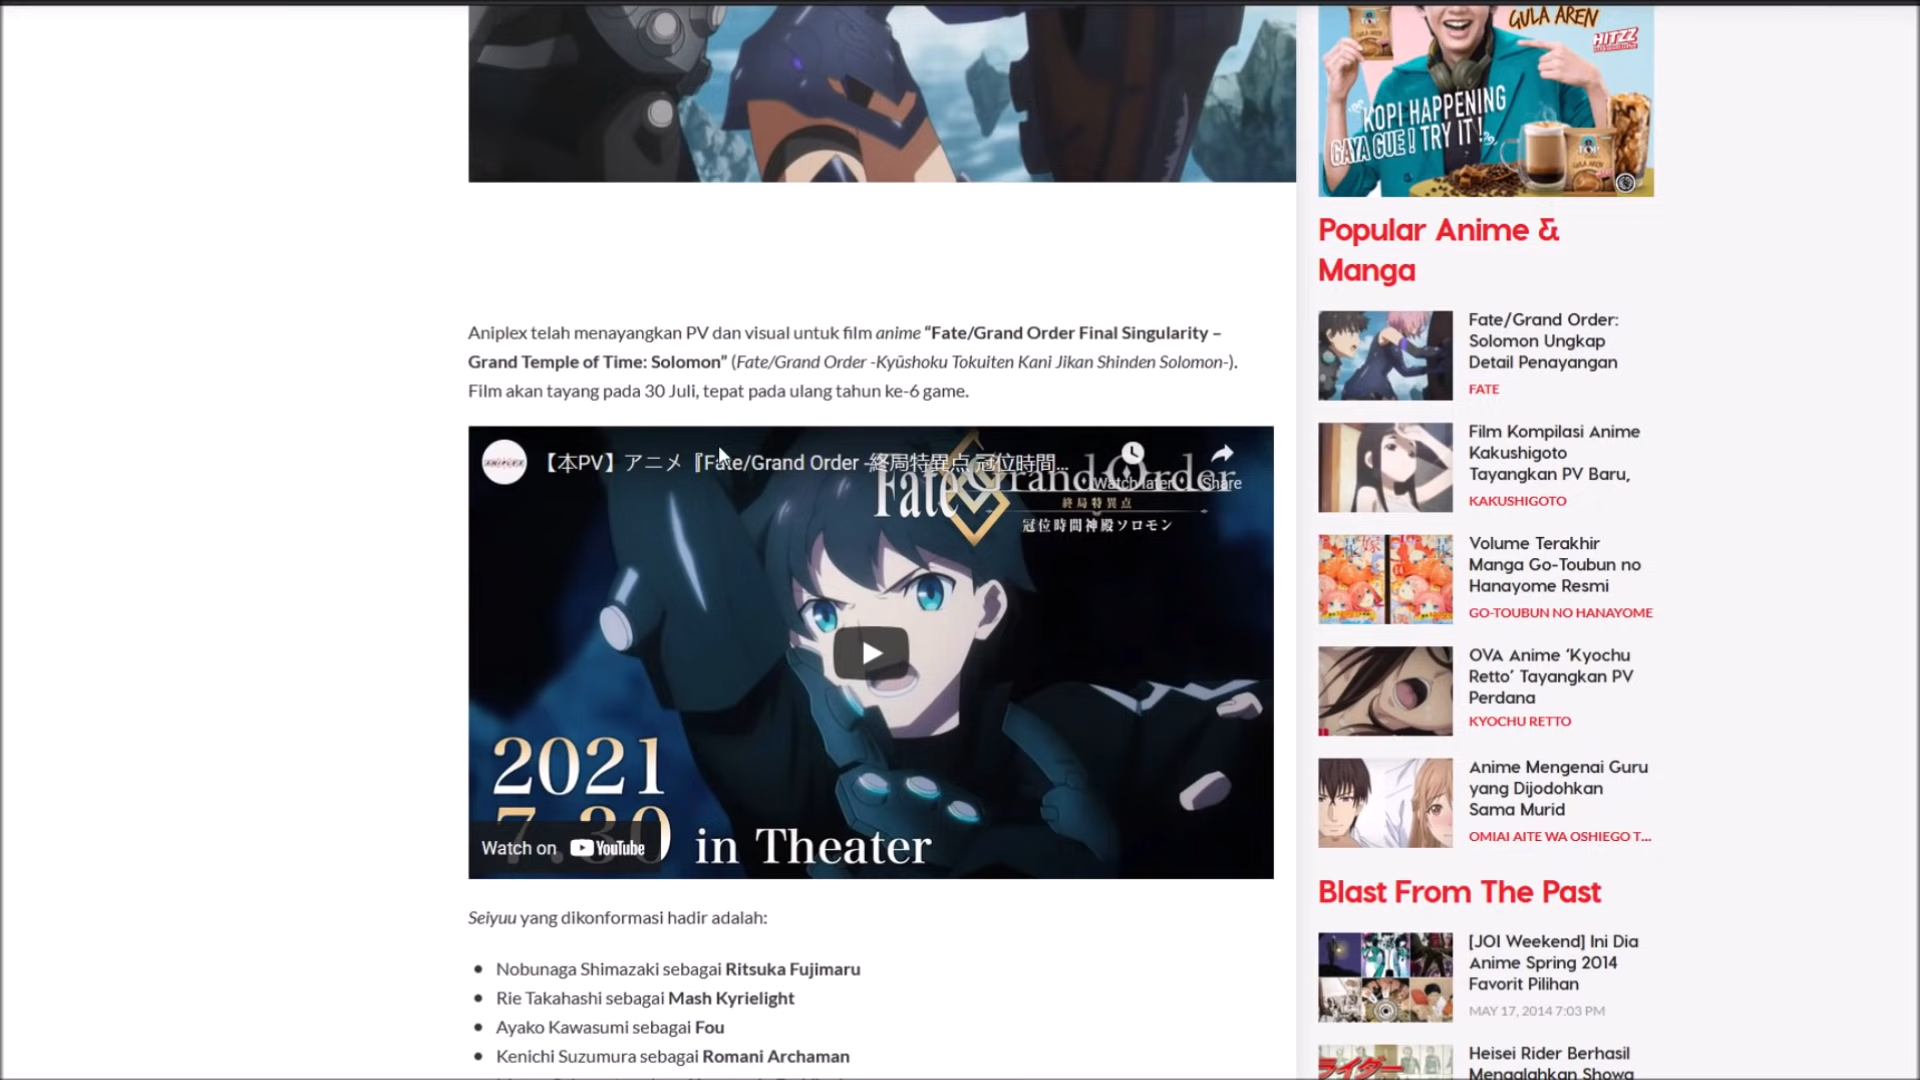 Aniplex telah menayangkan PV dan visual untuk film anime “Fate/Grand Order Final Singularity –
Grand Temple of Time: Solomon” (Fate/Grand Order -Kyūshoku Tokuiten Kani Jikan Shinden Solomon-).
Film akan tayang pada 30 Juli, tepat pada ulang tahun ke-6 game.
ANIPLEX
【本PV】アニメ『Fate/Grand Order -終局特異点 冠位時間...
Watch later
Share
Fate Grand Order
終局特異点
冠位時間神殿ソロモン
2021
7.30 in Theater
Watch on YouTube
Seiyuu yang dikonformasi hadir adalah:
Nobunaga Shimazaki sebagai Ritsuka Fujimaru
Rie Takahashi sebagai Mash Kyrielight
Ayako Kawasumi sebagai Fou
Kenichi Suzumura sebagai Romani Archaman
GULA AREN
HITZZ
KOPI HAPPENING
GAYA GUE! TRY IT!
TOP
GULA AREN
Popular Anime &
Manga
Fate/Grand Order:
Solomon Ungkap
Detail Penayangan
FATE
Film Kompilasi Anime
Kakushigoto
Tayangkan PV Baru,
KAKUSHIGOTO
Volume Terakhir
Manga Go-Toubun no
Hanayome Resmi
GO-TOUBUN NO HANAYOME
OVA Anime ‘Kyochu
Retto’ Tayangkan PV
Perdana
KYOCHU RETTO
Anime Mengenai Guru
yang Dijodohkan
Sama Murid
OMIAI AITE WA OSHIEGO T...
Blast From The Past
[JOI Weekend] Ini Dia
Anime Spring 2014
Favorit Pilihan
MAY 17, 2014 7:03 PM
ライダー
Heisei Rider Berhasil
Mengalahkan Showa